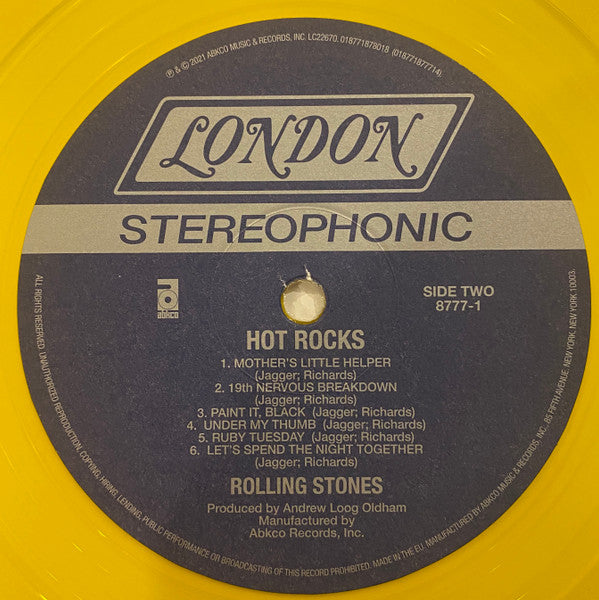 ℗ & © 2021 ABKCO MUSIC & RECORDS, INC. LC22670. 018771878018 (018771877714)
LONDON
STEREOPHONIC
abkco
SIDE TWO
8777-1
HOT ROCKS
1. MOTHER'S LITTLE HELPER
(Jagger; Richards)
2. 19th NERVOUS BREAKDOWN
(Jagger; Richards)
3. PAINT IT, BLACK (Jagger; Richards)
4. UNDER MY THUMB (Jagger; Richards)
5. RUBY TUESDAY (Jagger; Richards)
6. LET'S SPEND THE NIGHT TOGETHER
(Jagger; Richards)
ROLLING STONES
Produced by Andrew Loog Oldham
Manufactured by
Abkco Records, Inc.
ALL RIGHTS RESERVED. UNAUTHORIZED REPRODUCTION, COPYING, HIRING, LENDING, PUBLIC PERFORMANCE OR BROADCASTING OF THIS RECORD PROHIBITED. MADE IN THE EU. MANUFACTURED BY ABKCO MUSIC & RECORDS, INC., 85 FIFTH AVENUE, NEW YORK, NEW YORK 10003.